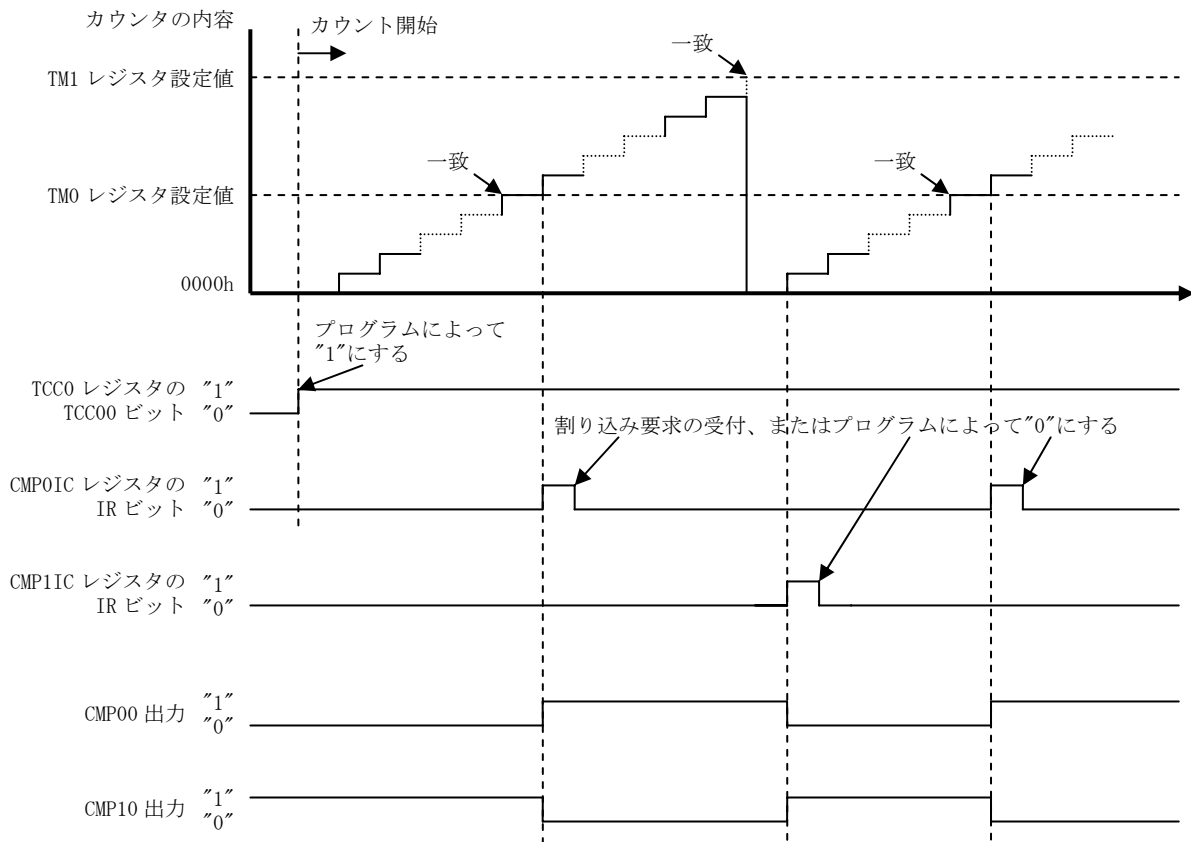 カウンタの内容
カウント開始
一致
TM1 レジスタ設定値
一致
一致
TM0 レジスタ設定値
0000h
プログラムによって
"1"にする
TCC0 レジスタの "1"
TCC00 ビット "0"
割り込み要求の受付、またはプログラムによって"0"にする
CMP0IC レジスタの "1"
IR ビット "0"
CMP1IC レジスタの "1"
IR ビット "0"
CMP00 出力 "1"
"0"
CMP10 出力 "1"
"0"